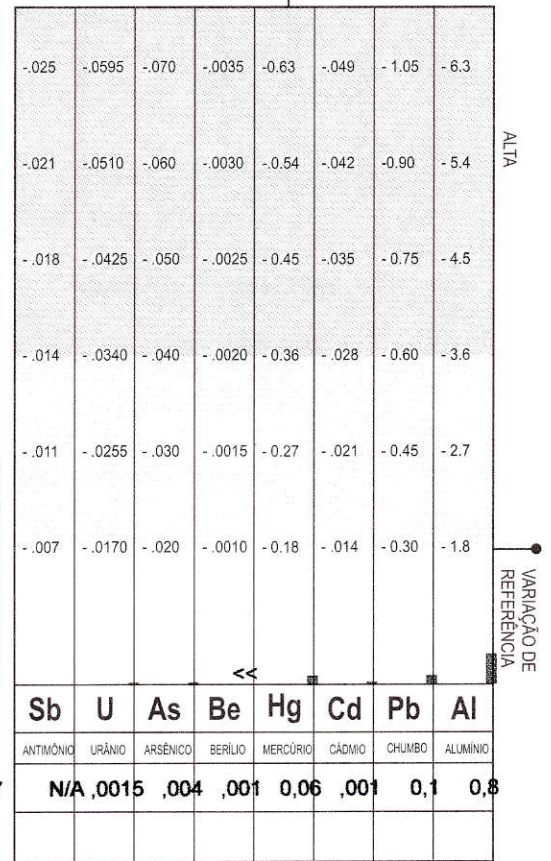 -.025 -.0595 -.070 -.0035 -0.63 -.049 - 1.05 - 6.3
ALTA
-.021 -.0510 -.060 -.0030 -.0.54 -.042 -0.90 - 5.4
- .018 - .0425 - .050 - .0025 - 0.45 -.035 - 0.75 - 4.5
- .014 - .0340 - .040 - .0020 - 0.36 - .028 - 0.60 - 3.6
- .011 - .0255 - .030 - .0015 - 0.27 - .021 - 0.45 - 2.7
- .007 - .0170 - .020 - .0010 - 0.18 - .014 - 0.30 - 1.8
VARIAÇÃO DE
REFERÊNCIA
<<
Sb U As Be Hg Cd Pb Al
ANTIMÔNIO URÂNIO ARSÊNICO BERÍLIO MERCÚRIO CÁDMIO CHUMBO ALUMÍNIO
N/A ,0015 ,004 ,001 0,06 ,001 0,1 0,8